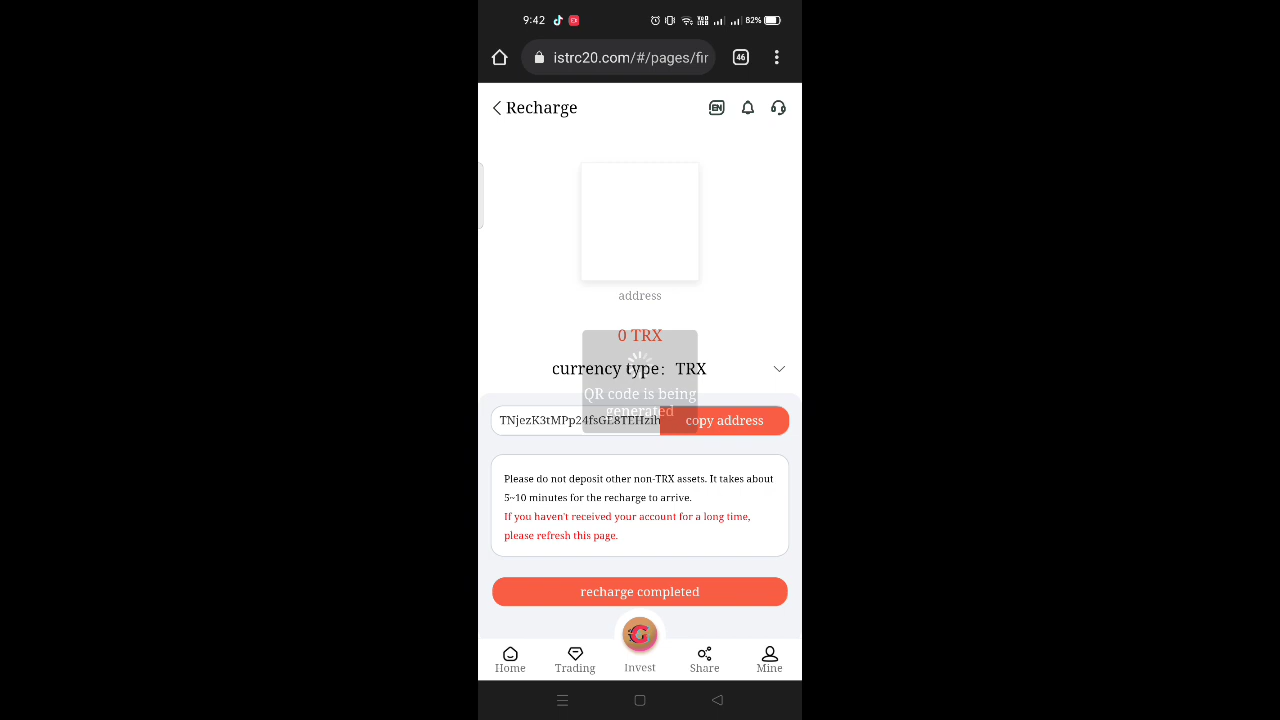 9:42
82%
istrc20.com/#/pages/fir
46
Recharge
EN
address
0 TRX
currency type: TRX
QR code is being
generated
TNjezK3tMPp24fsGE8TEHzih
copy address
Please do not deposit other non-TRX assets. It takes about
5~10 minutes for the recharge to arrive.
If you haven't received your account for a long time,
please refresh this page.
recharge completed
Home
Trading
Invest
Share
Mine